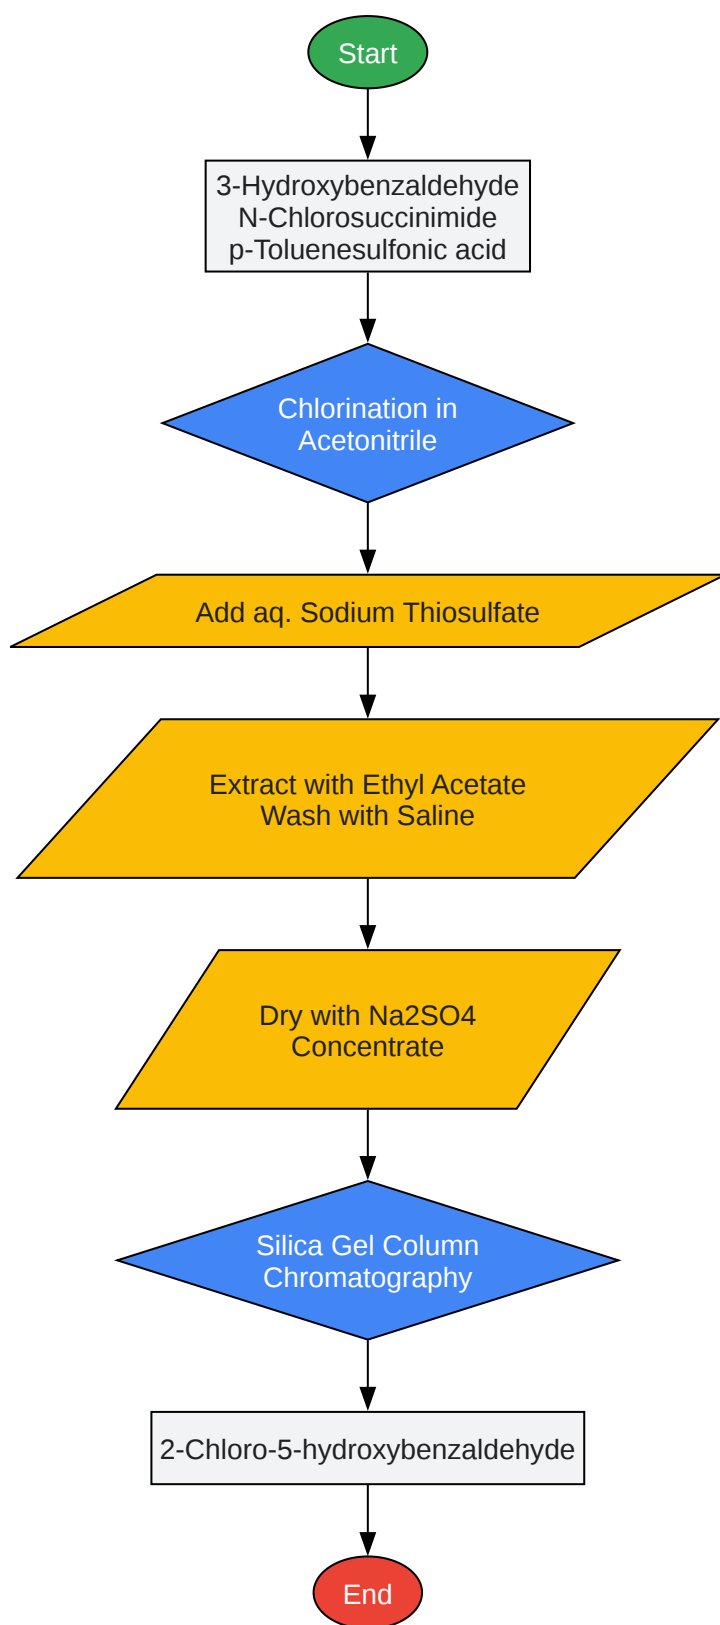 Start
3-Hydroxybenzaldehyde
N-Chlorosuccinimide
p-Toluenesulfonic acid
Chlorination in
Acetonitrile
Add aq. Sodium Thiosulfate
Extract with Ethyl Acetate
Wash with Saline
Dry with Na2SO4
Concentrate
Silica Gel Column
Chromatography
2-Chloro-5-hydroxybenzaldehyde
End